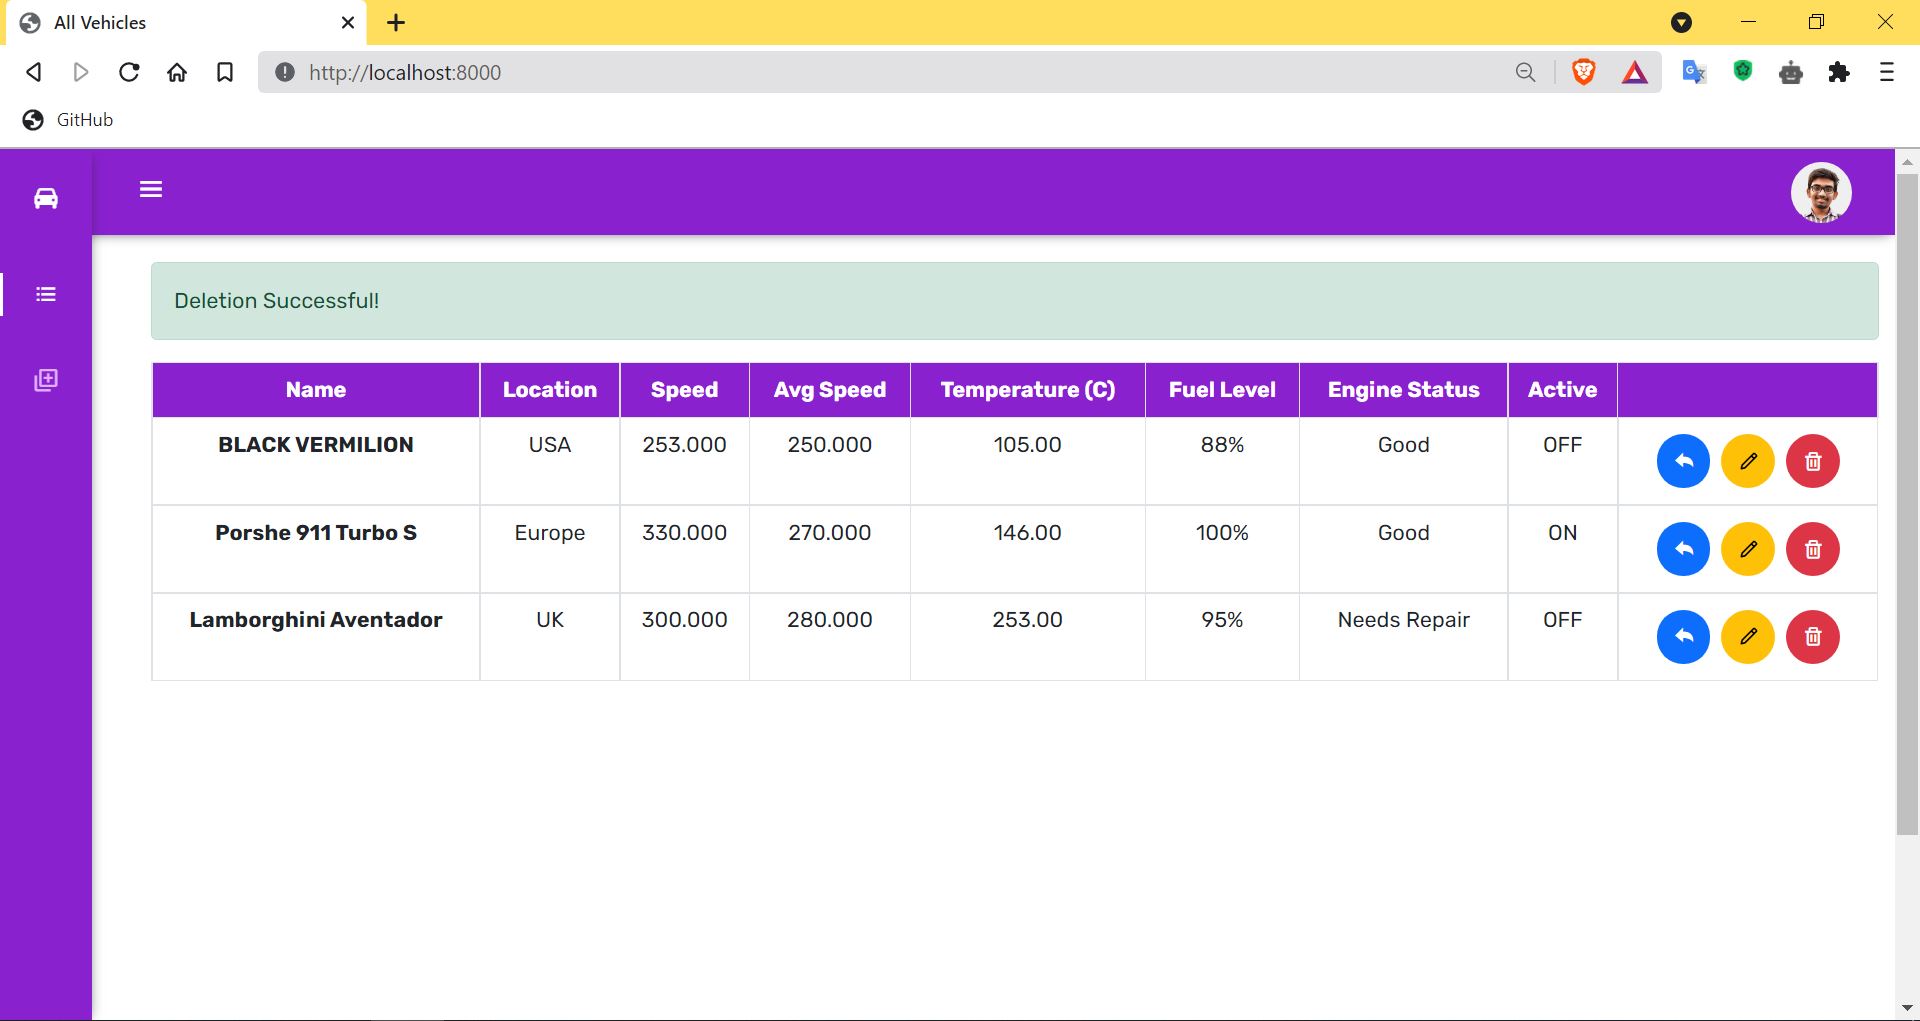 All Vehicles
http://localhost:8000
GitHub
Deletion Successful!
Name Location Speed Avg Speed Temperature (C) Fuel Level Engine Status Active
BLACK VERMILION USA 253.000 250.000 105.00 88% Good OFF
Porshe 911 Turbo S Europe 330.000 270.000 146.00 100% Good ON
Lamborghini Aventador UK 300.000 280.000 253.00 95% Needs Repair OFF